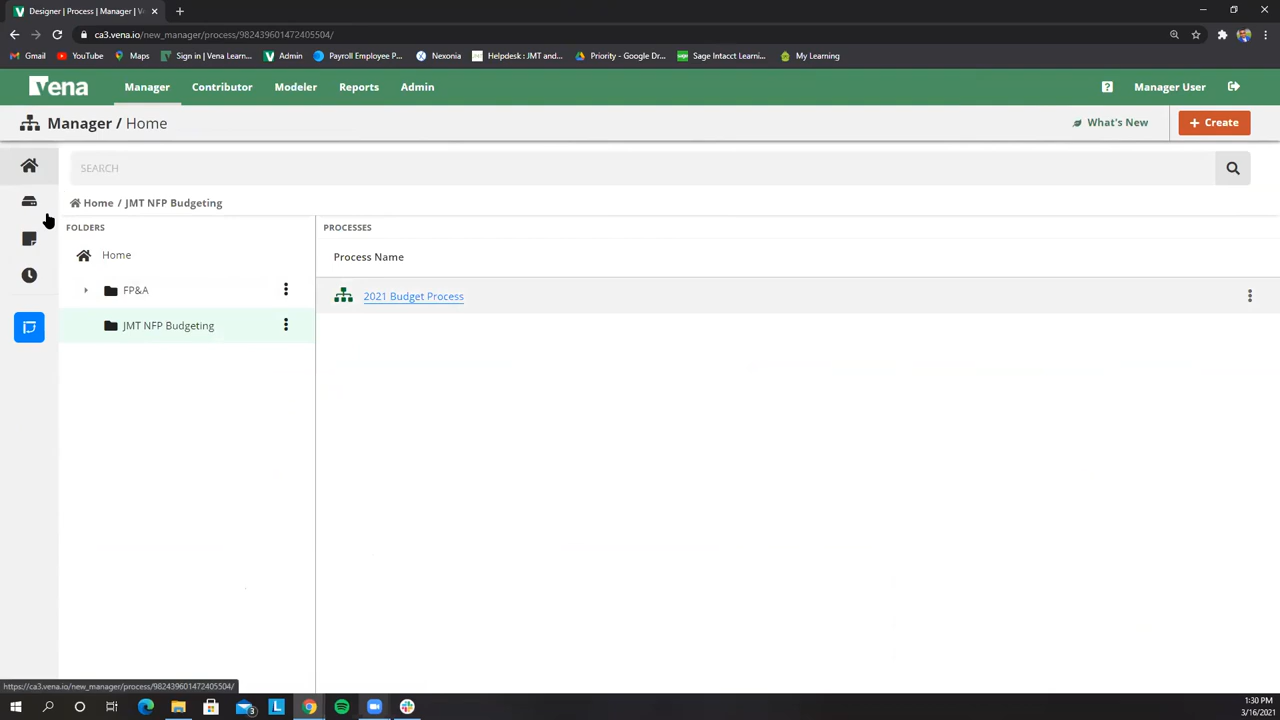 Designer | Process | Manager | V
ca3.vena.io/new_manager/process/982439601472405504/
Gmail
YouTube
Maps
Sign in | Vena Learn...
Admin
Payroll Employee P...
Nexonia
Helpdesk : JMT and...
Priority - Google Dr...
Sage Intacct Learni...
My Learning
vena
Manager
Contributor
Modeler
Reports
Admin
?
Manager User
Manager / Home
What's New
+ Create
SEARCH
Home / JMT NFP Budgeting
FOLDERS
PROCESSES
Home
Process Name
FP&A
2021 Budget Process
JMT NFP Budgeting
https://ca3.vena.io/new_manager/process/982439601472405504/
3
L
1:30 PM
3/16/2021